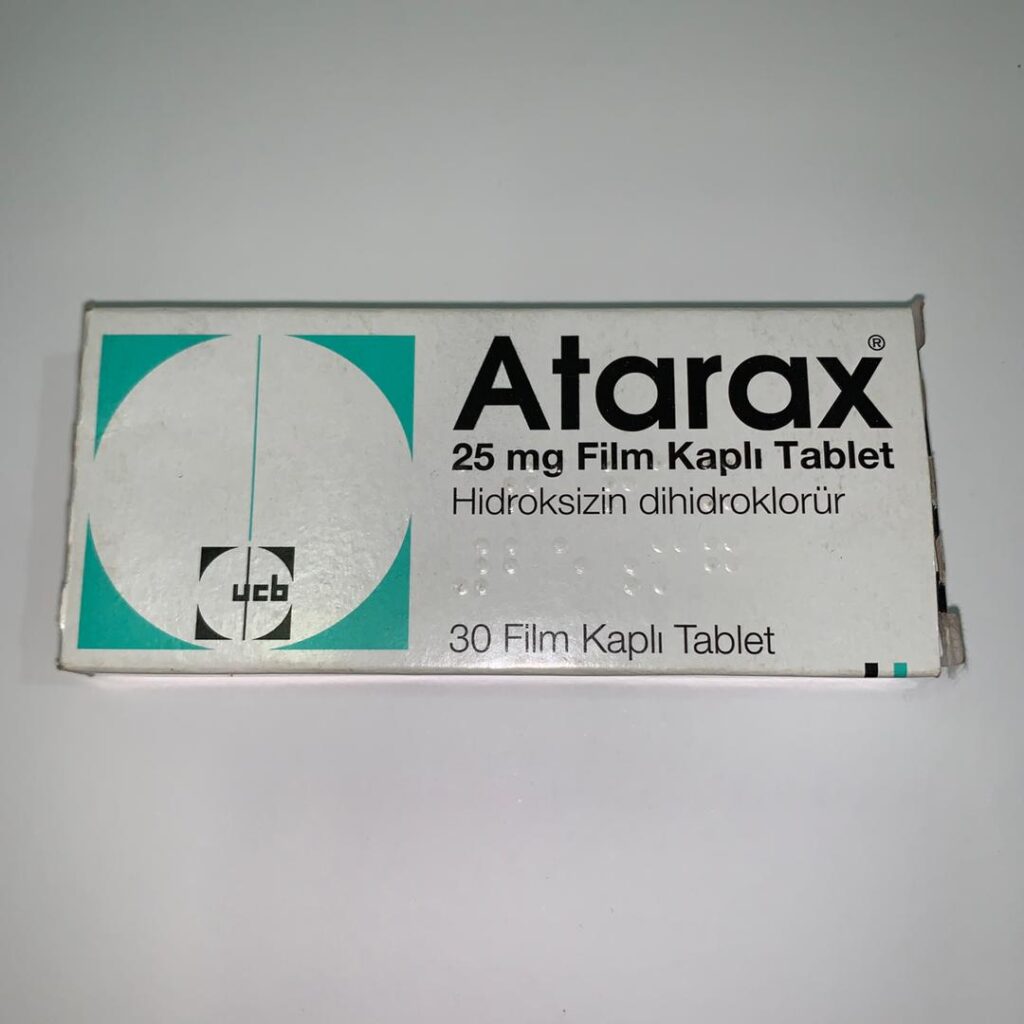 Atarax®
25 mg Film Kaplı Tablet
Hidroksizin dihidroklorür
ucb
30 Film Kaplı Tablet